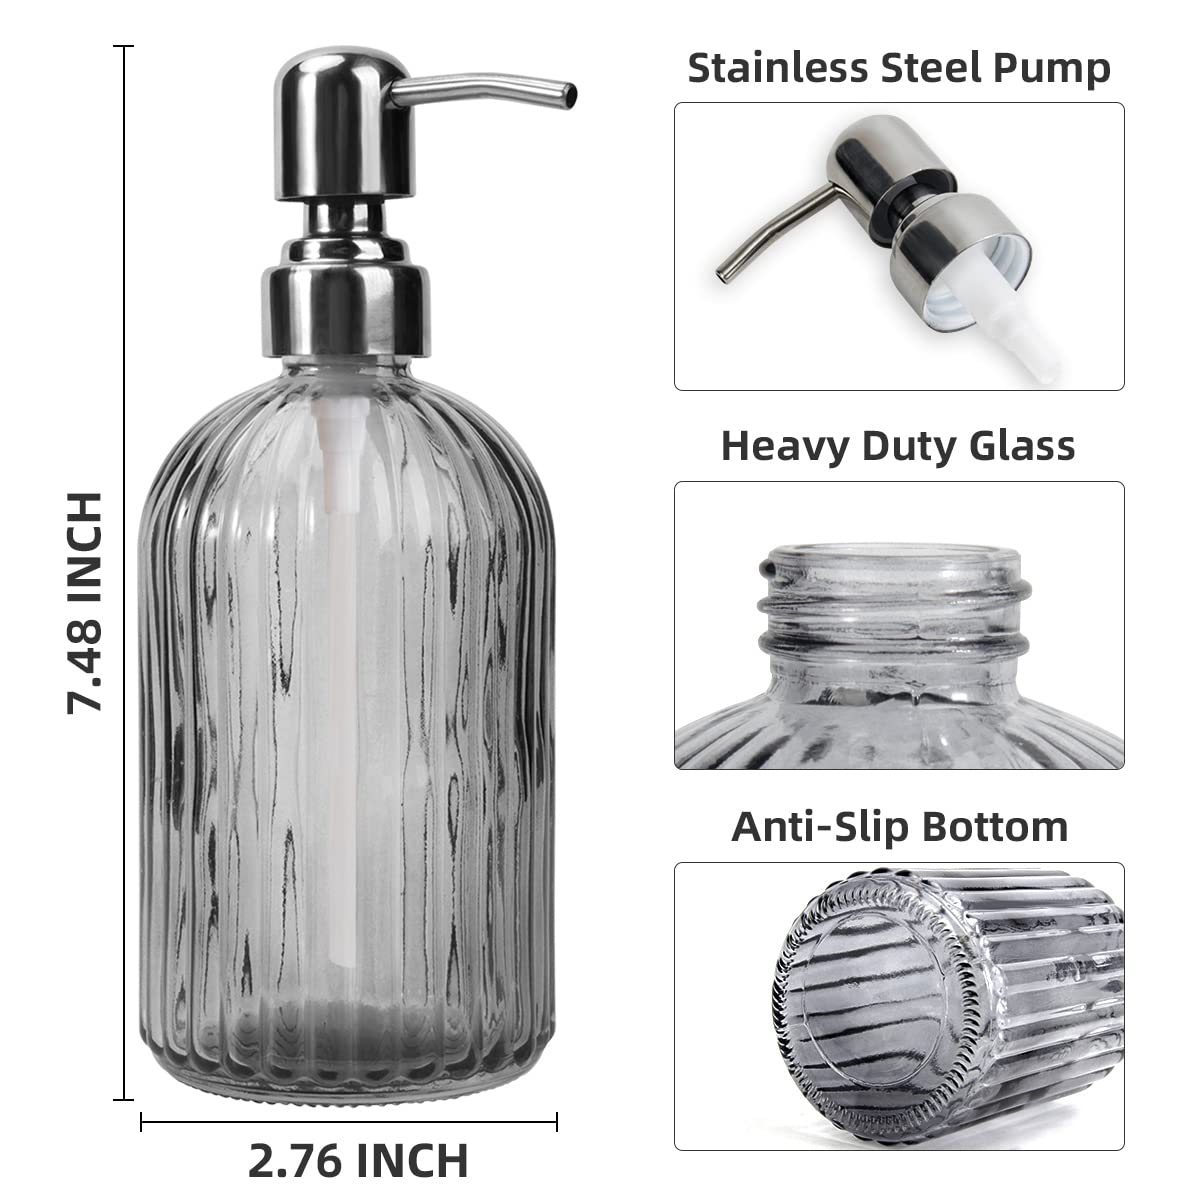 Stainless Steel Pump
7.48 INCH
Heavy Duty Glass
Anti-Slip Bottom
2.76 INCH